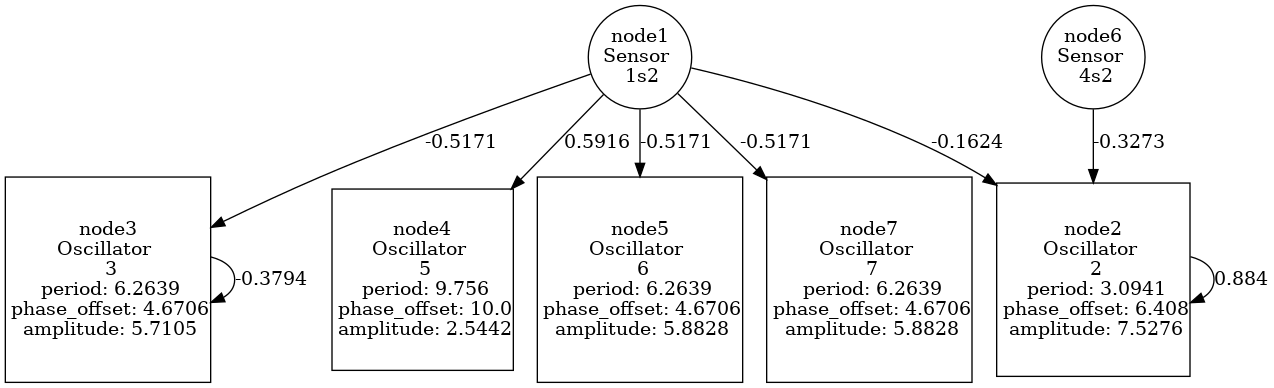 node1
Sensor
1s2
node6
Sensor
4s2
-0.5171
0.5916
-0.5171
-0.5171
-0.1624
-0.3273
node3
Oscillator
3
period: 6.2639
phase_offset: 4.6706
amplitude: 5.7105
-0.3794
node4
Oscillator
5
period: 9.756
phase_offset: 10.0
amplitude: 2.5442
node5
Oscillator
6
period: 6.2639
phase_offset: 4.6706
amplitude: 5.8828
node7
Oscillator
7
period: 6.2639
phase_offset: 4.6706
amplitude: 5.8828
node2
Oscillator
2
period: 3.0941
phase_offset: 6.408
amplitude: 7.5276
0.884